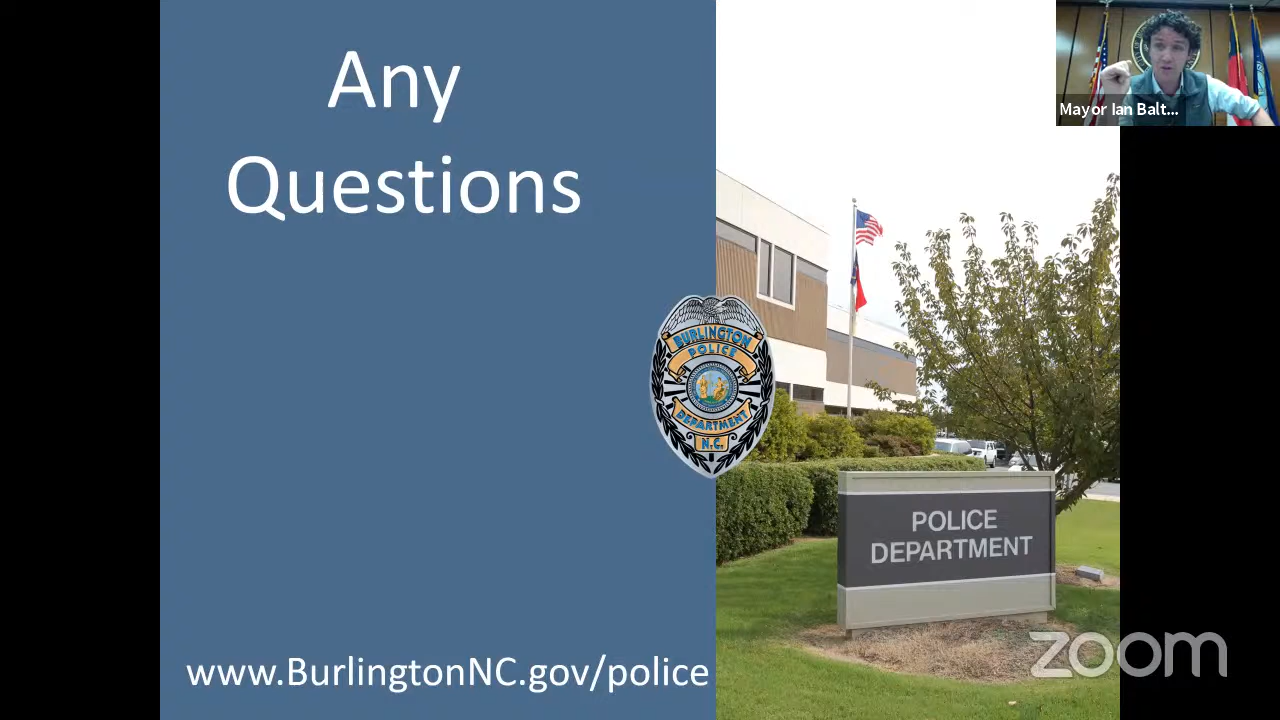 Any
Questions
Mayor Ian Balt...
BURLINGTON
POLICE
DEPARTMENT
N.C.
POLICE
DEPARTMENT
www.BurlingtonNC.gov/police
zoom